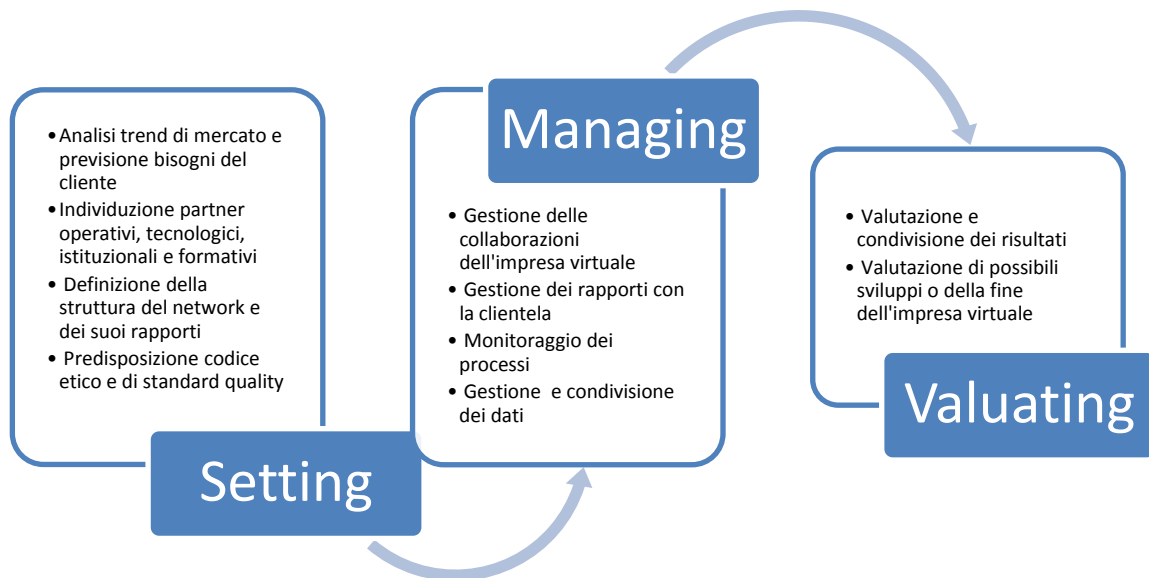 •Analisi trend di mercato e
previsione bisogni del
cliente
•Individuzione partner
operativi, tecnologici,
istituzionali e formativi
• Definizione della
struttura del network e
dei suoi rapporti
• Predisposizione codice
etico e di standard quality
Setting
Managing
• Gestione delle
collaborazioni
dell'impresa virtuale
• Gestione dei rapporti con
la clientela
• Monitoraggio dei
processi
• Gestione e condivisione
dei dati
• Valutazione e
condivisione dei risultati
• Valutazione di possibili
sviluppi o della fine
dell'impresa virtuale
Valuating